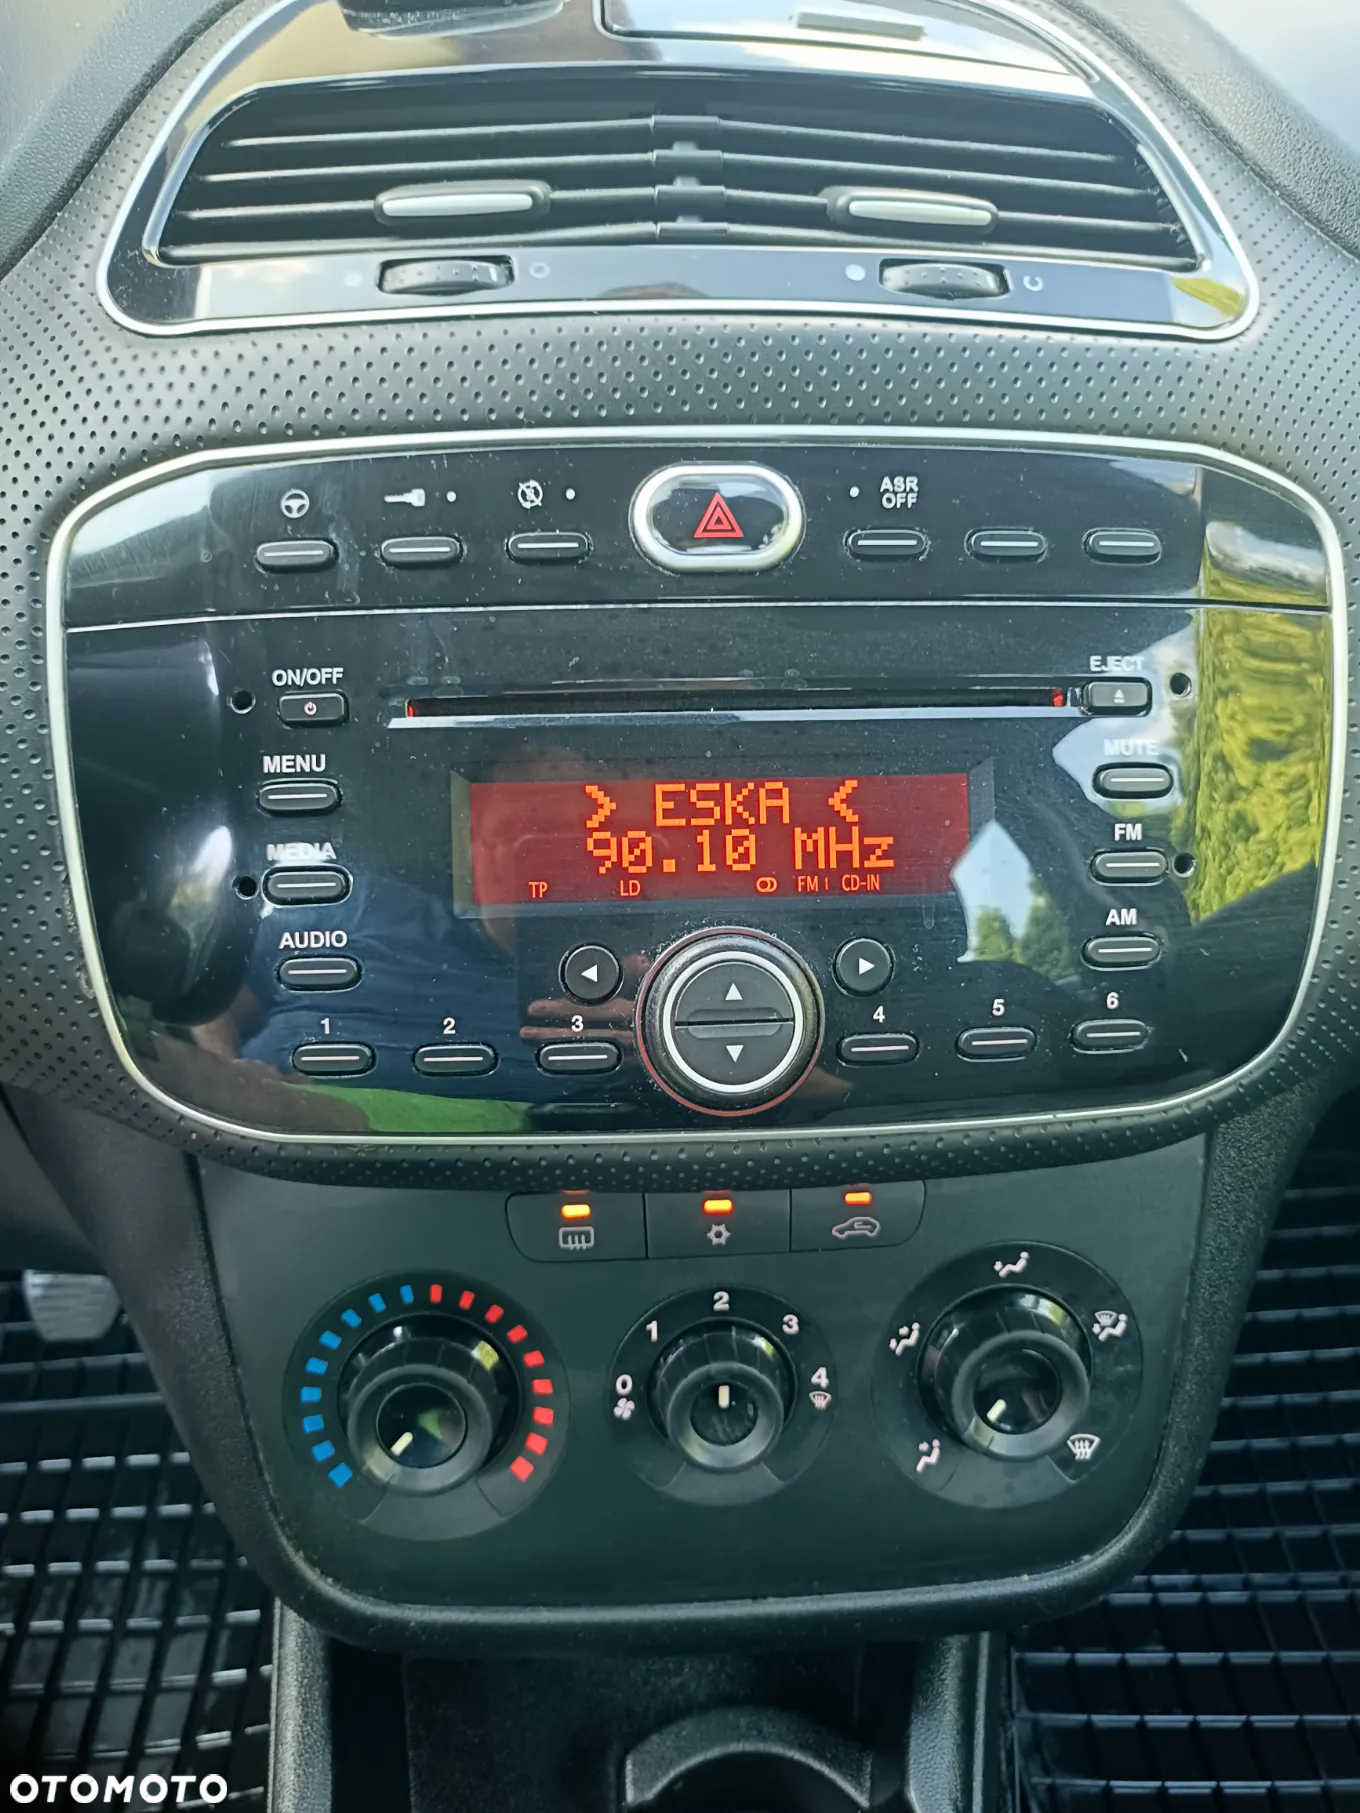 ASR
OFF
ON/OFF
EJECT
MENU
MUTE
> ESKA <
90.10 MHz
TP LD FM CD-IN
MEDIA
FM
AUDIO
AM
1 2 3 4 5 6
0 1 2 3 4
OTOMOTO